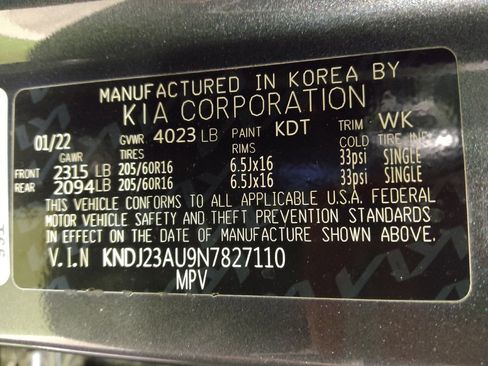 MANUFACTURED IN KOREA BY
KIA CORPORATION
01/22 GVWR 4023 LB PAINT KDT TRIM WK
GAWR TIRES RIMS COLD TIRE INF
FRONT 2315 LB 205/60R16 6.5Jx16 33psi SINGLE
REAR 2094 LB 205/60R16 6.5Jx16 33psi SINGLE
THIS VEHICLE CONFORMS TO ALL APPLICABLE U.S.A. FEDERAL
MOTOR VEHICLE SAFETY AND THEFT PREVENTION STANDARDS
IN EFFECT ON THE DATE OF MANUFACTURE SHOWN ABOVE.
V.I.N KNDJ23AU9N7827110
MPV